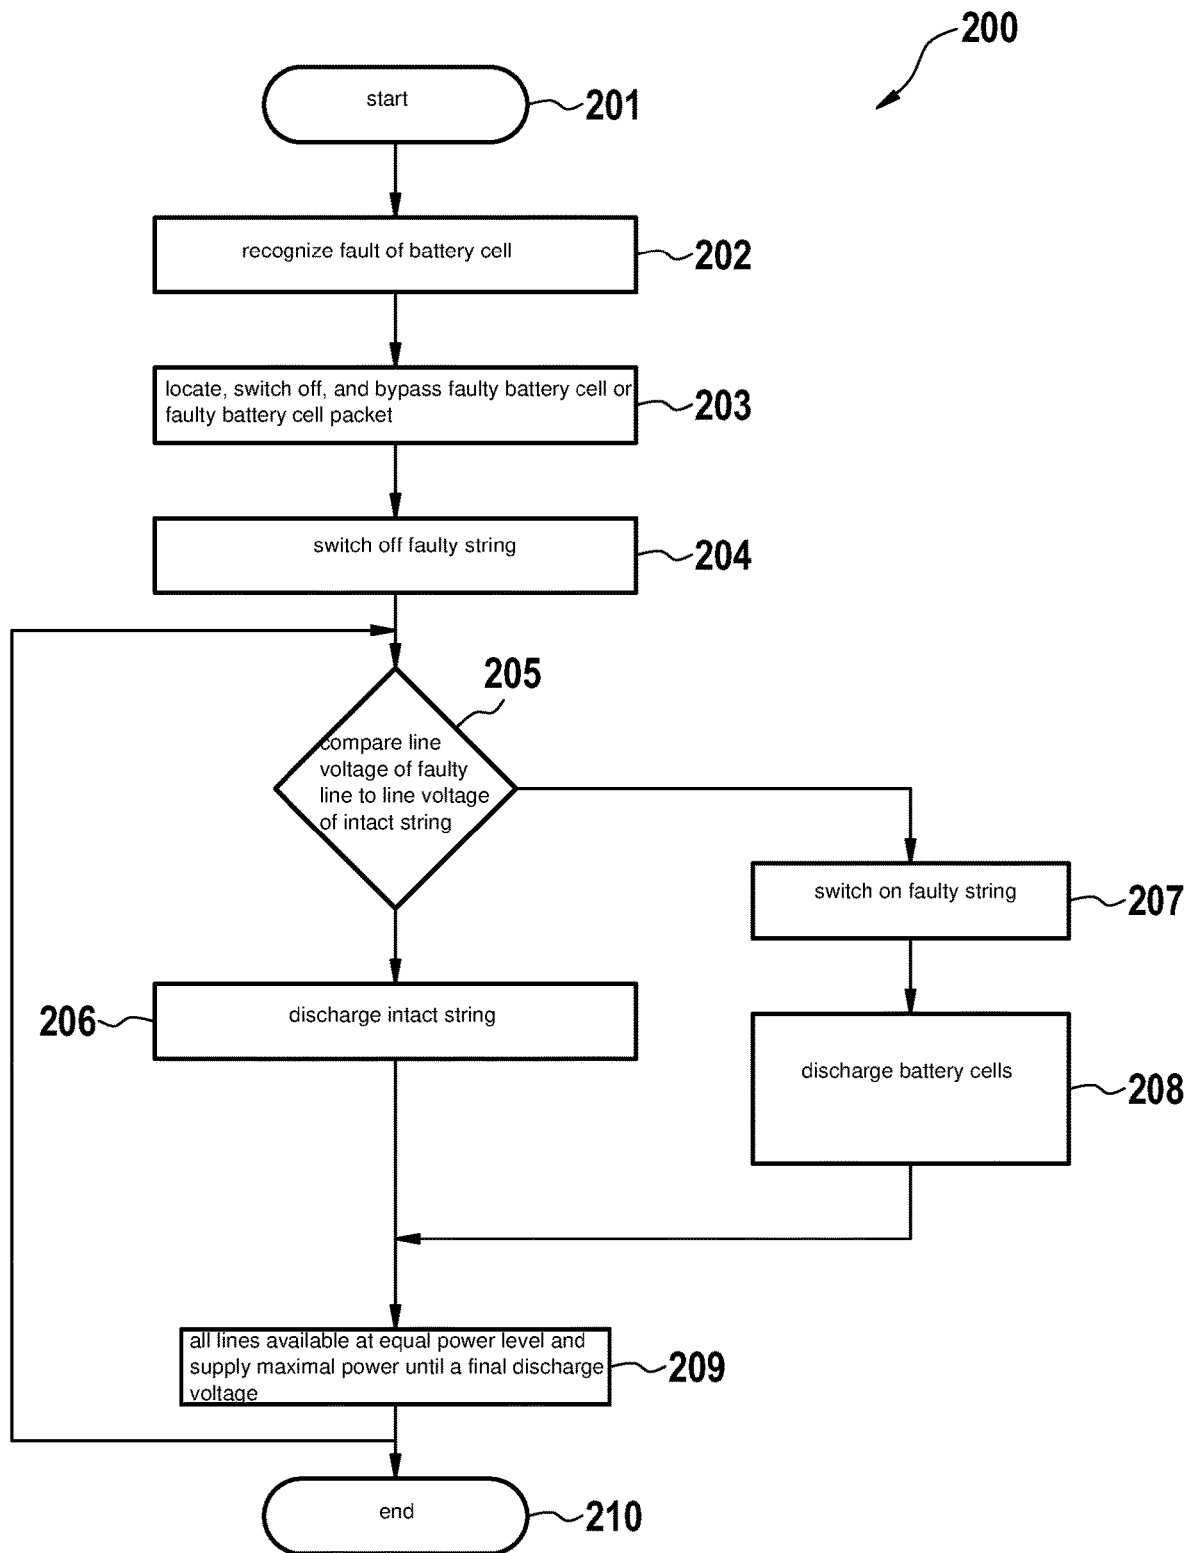 200
start
201
recognize fault of battery cell
202
locate, switch off, and bypass faulty battery cell or
faulty battery cell packet
203
switch off faulty string
204
205
compare line
voltage of faulty
line to line voltage
of intact string
switch on faulty string
207
206
discharge intact string
discharge battery cells
208
all lines available at equal power level and
supply maximal power until a final discharge
voltage
209
end
210